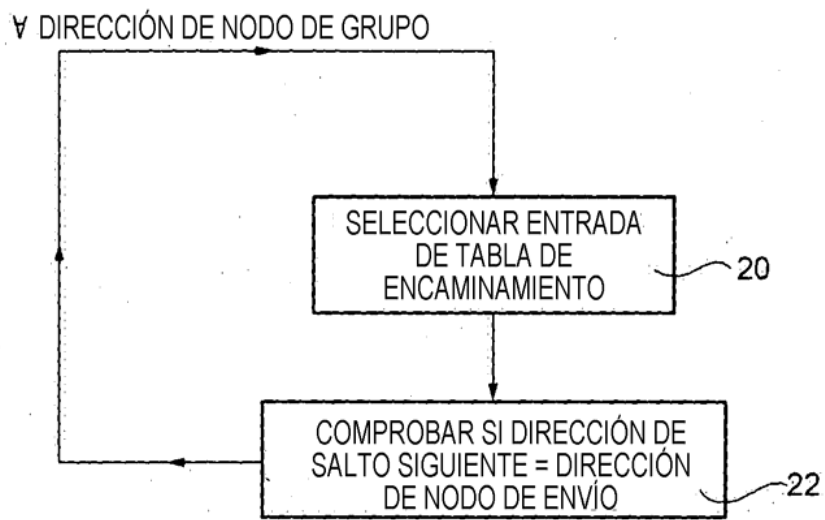 ∀ DIRECCIÓN DE NODO DE GRUPO
SELECCIONAR ENTRADA
DE TABLA DE
ENCAMINAMIENTO
20
COMPROBAR SI DIRECCIÓN DE
SALTO SIGUIENTE = DIRECCIÓN
DE NODO DE ENVÍO
22